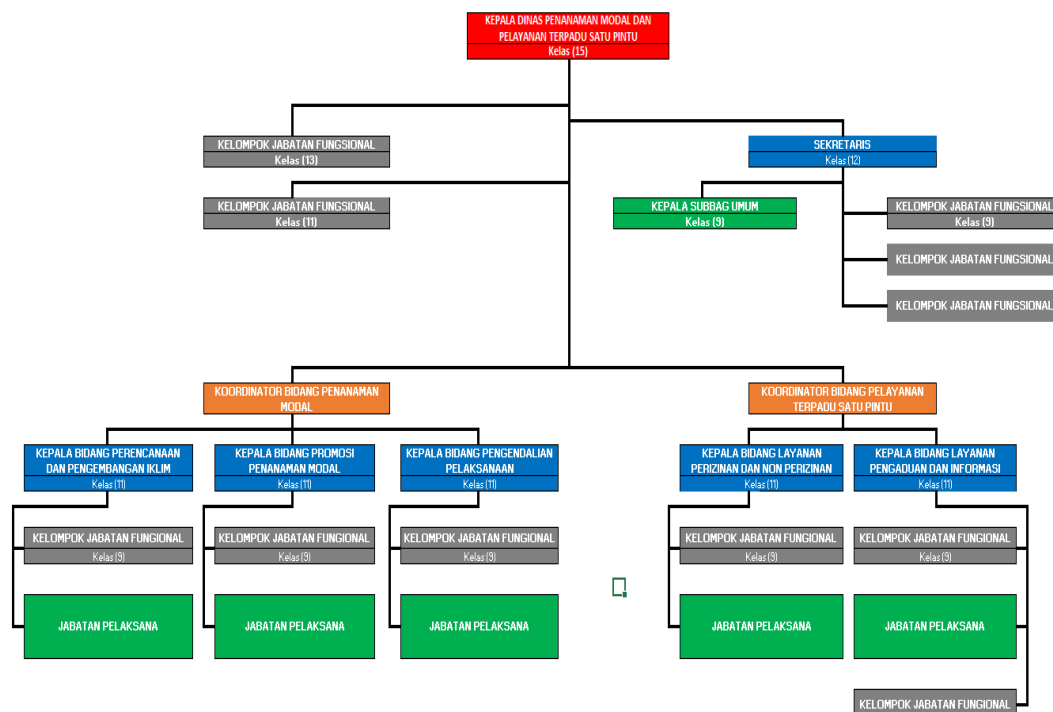 KEPALA DINAS PENANAMAN MODAL DAN
PELAYANAN TERPADU SATU PINTU
Kelas (15)
KELOMPOK JABATAN FUNGSIONAL
Kelas (13)
SEKRETARIS
Kelas (12)
KELOMPOK JABATAN FUNGSIONAL
Kelas (11)
KEPALA SUBBAG UMUM
Kelas (9)
KELOMPOK JABATAN FUNGSIONAL
Kelas (9)
KELOMPOK JABATAN FUNGSIONAL
KELOMPOK JABATAN FUNGSIONAL
KOORDINATOR BIDANG PENANAMAN
MODAL
KOORDINATOR BIDANG PELAYANAN
TERPADU SATU PINTU
KEPALA BIDANG PERENCANAAN
DAN PENGEMBANGAN IKLIM
Kelas (11)
KEPALA BIDANG PROMOSI
PENANAMAN MODAL
Kelas (11)
KEPALA BIDANG PENGENDALIAN
PELAKSANAAN
Kelas (11)
KEPALA BIDANG LAYANAN
PERIZINAN DAN NON PERIZINAN
Kelas (11)
KEPALA BIDANG LAYANAN
PENGADUAN DAN INFORMASI
Kelas (11)
KELOMPOK JABATAN FUNGIONAL
Kelas (9)
KELOMPOK JABATAN FUNGIONAL
Kelas (9)
KELOMPOK JABATAN FUNGIONAL
Kelas (9)
KELOMPOK JABATAN FUNGIONAL
Kelas (9)
KELOMPOK JABATAN FUNGIONAL
Kelas (9)
JABATAN PELAKSANA
JABATAN PELAKSANA
JABATAN PELAKSANA
JABATAN PELAKSANA
JABATAN PELAKSANA
KELOMPOK JABATAN FUNGIONAL